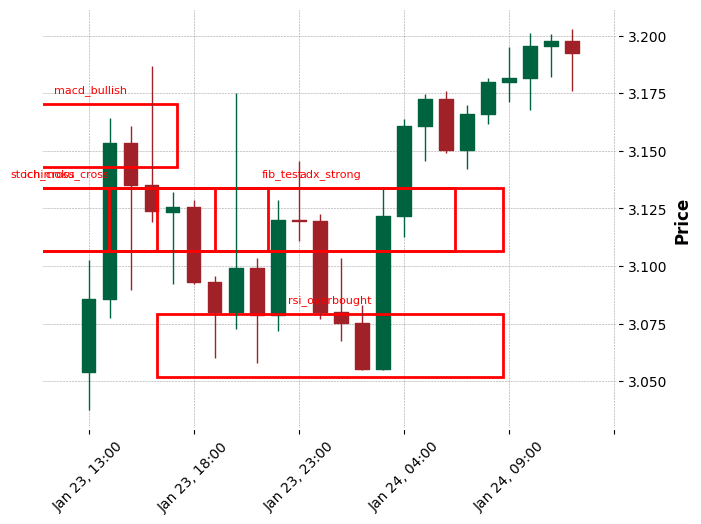 macd_bullish
3.200
3.175
3.150
fib_test
adx_strong
3.125
3.100
rsi_overbought
3.075
3.050
Price
Jan 23, 13:00
Jan 23, 18:00
Jan 23, 23:00
Jan 24, 04:00
Jan 24, 09:00